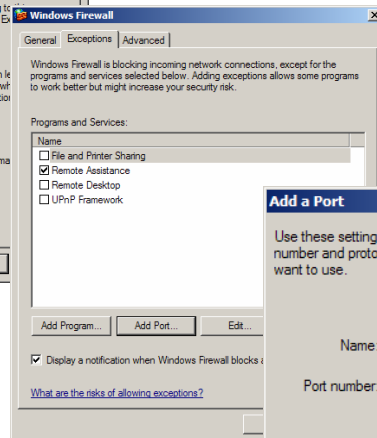 Windows Firewall
General Exceptions Advanced
Windows Firewall is blocking incoming network connections, except for the
programs and services selected below. Adding exceptions allows some programs
to work better but might increase your security risk.
Programs and Services:
Name
File and Printer Sharing
Remote Assistance
Remote Desktop
UPnP Framework
Add Program... Add Port... Edit...
Display a notification when Windows Firewall blocks
What are the risks of allowing exceptions?
Add a Port
Use these setting
number and proto
want to use.
Name:
Port number: